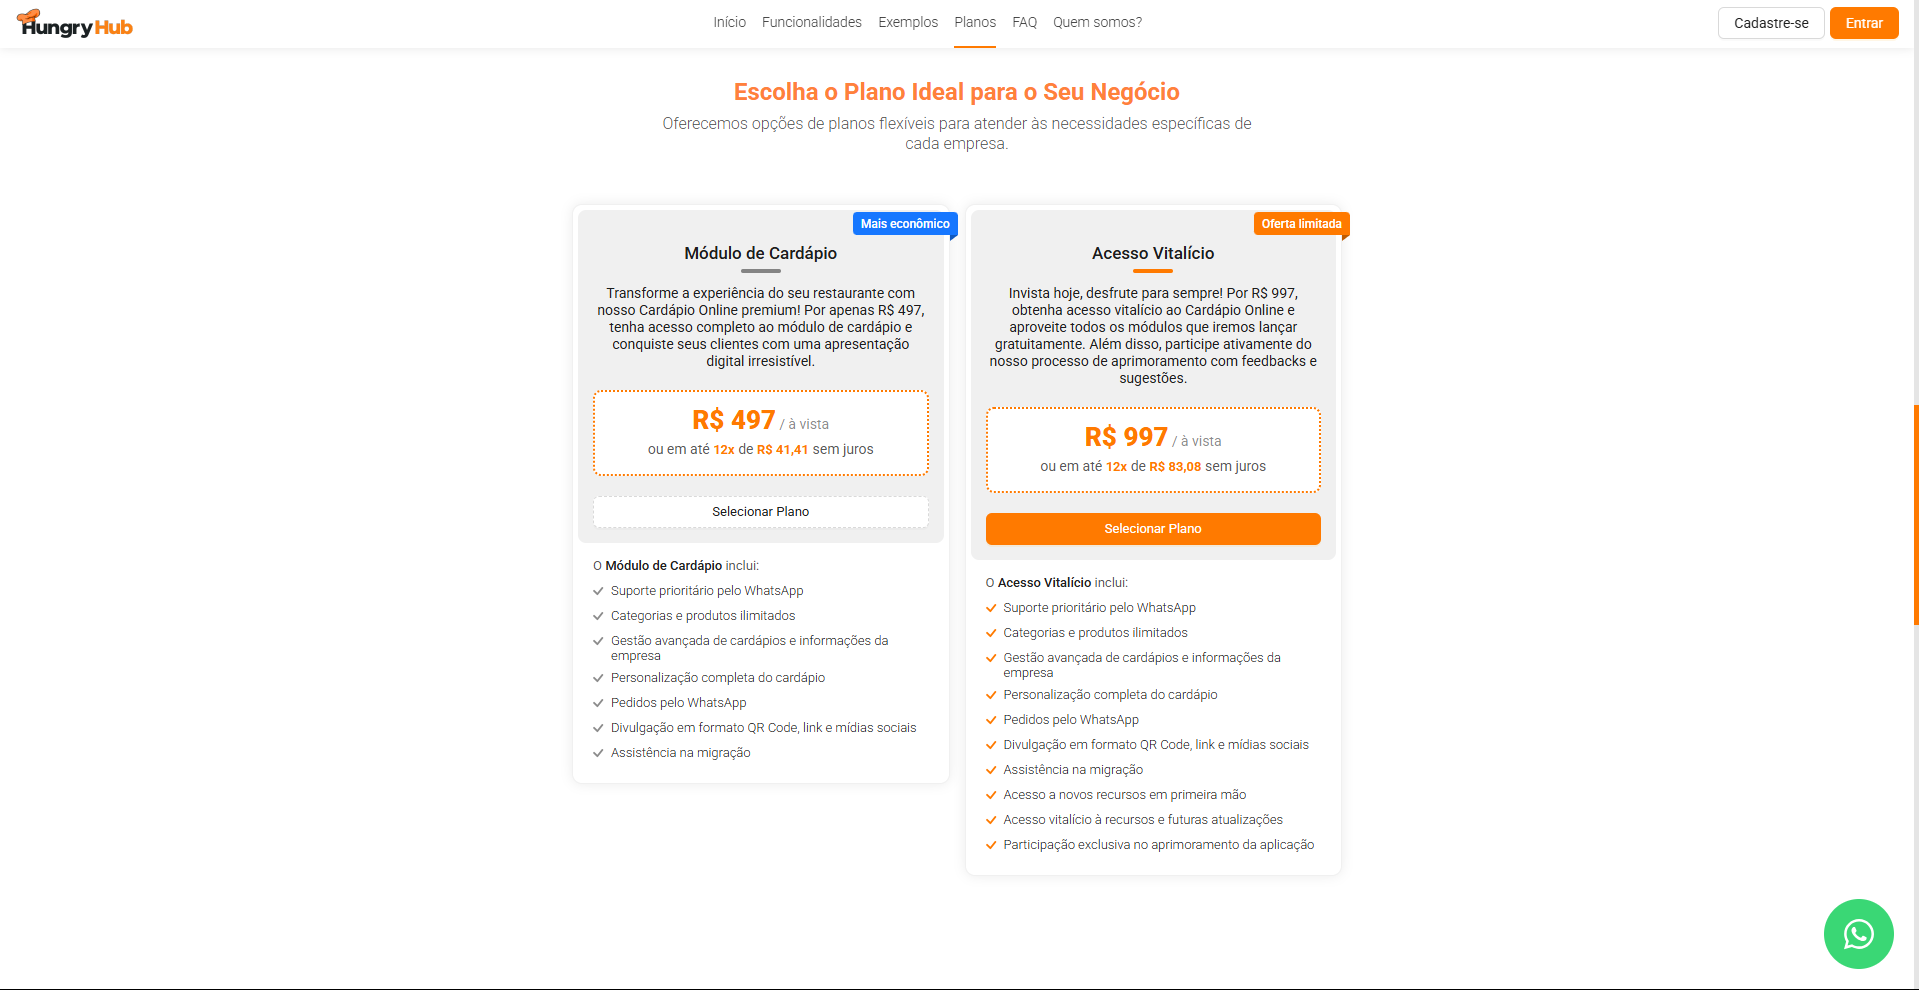 Hungry Hub
Início Funcionalidades Exemplos Planos FAQ Quem somos?
Cadastre-se Entrar
Escolha o Plano Ideal para o Seu Negócio
Oferecemos opções de planos flexíveis para atender às necessidades específicas de
cada empresa.
Mais econômico
Módulo de Cardápio
Transforme a experiência do seu restaurante com
nosso Cardápio Online premium! Por apenas R$ 497,
tenha acesso completo ao módulo de cardápio e
conquiste seus clientes com uma apresentação
digital irresistível.
R$ 497 / à vista
ou em até 12x de R$ 41,41 sem juros
Selecionar Plano
O Módulo de Cardápio inclui:
Suporte prioritário pelo WhatsApp
Categorias e produtos ilimitados
Gestão avançada de cardápios e informações da
empresa
Personalização completa do cardápio
Pedidos pelo WhatsApp
Divulgação em formato QR Code, link e mídias sociais
Assistência na migração
Oferta limitada
Acesso Vitalício
Invista hoje, desfrute para sempre! Por R$ 997,
obtenha acesso vitalício ao Cardápio Online e
aproveite todos os módulos que iremos lançar
gratuitamente. Além disso, participe ativamente do
nosso processo de aprimoramento com feedbacks e
sugestões.
R$ 997 / à vista
ou em até 12x de R$ 83,08 sem juros
Selecionar Plano
O Acesso Vitalício inclui:
Suporte prioritário pelo WhatsApp
Categorias e produtos ilimitados
Gestão avançada de cardápios e informações da
empresa
Personalização completa do cardápio
Pedidos pelo WhatsApp
Divulgação em formato QR Code, link e mídias sociais
Assistência na migração
Acesso a novos recursos em primeira mão
Acesso vitalício à recursos e futuras atualizações
Participação exclusiva no aprimoramento da aplicação